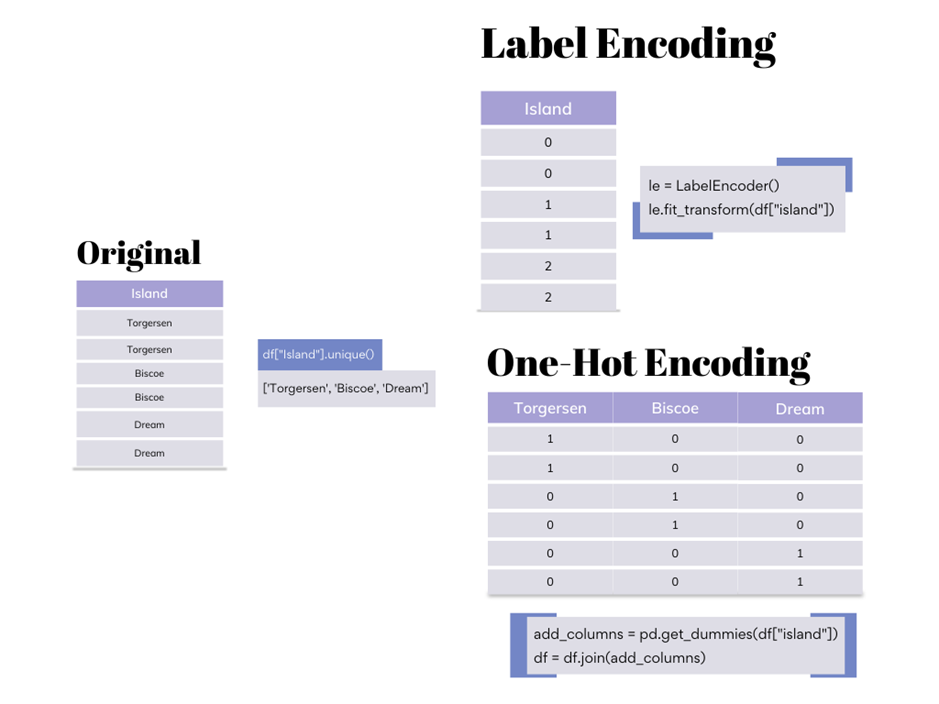 Original
Island
Torgersen
Torgersen
Biscoe
Biscoe
Dream
Dream
df["Island"].unique()
['Torgersen', 'Biscoe', 'Dream']
Label Encoding
Island
0
0
1
1
2
2
le = LabelEncoder()
le.fit_transform(df["island"])
One-Hot Encoding
Torgersen Biscoe Dream
1 0 0
1 0 0
0 1 0
0 1 0
0 0 1
0 0 1
add_columns = pd.get_dummies(df["island"])
df = df.join(add_columns)